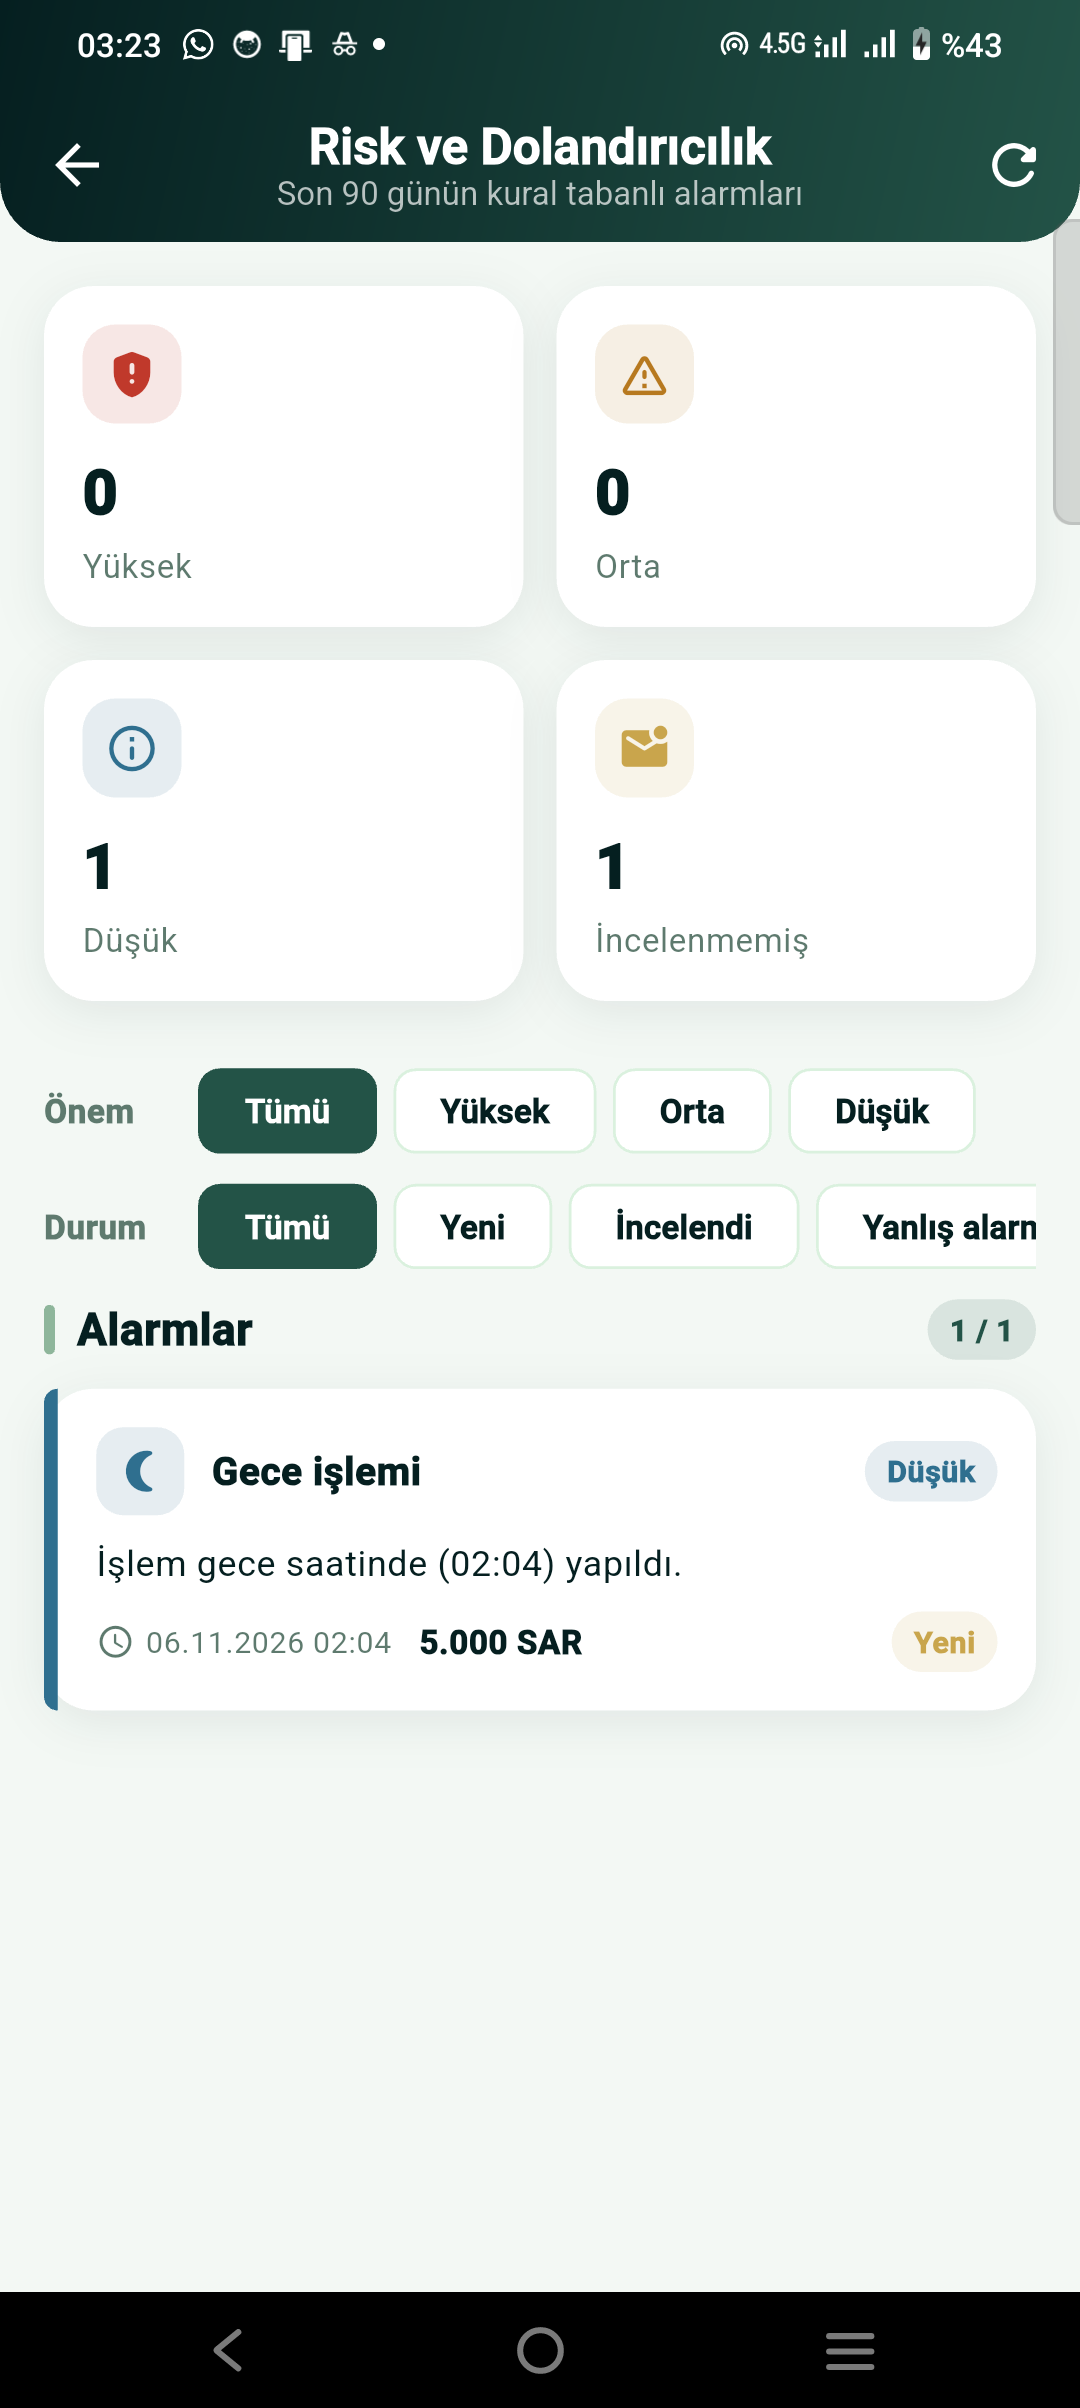 03:23
4.5G
%43
Risk ve Dolandırıcılık
Son 90 günün kural tabanlı alarmları
0
Yüksek
0
Orta
1
Düşük
1
İncelenmemiş
Önem Tümü Yüksek Orta Düşük
Durum Tümü Yeni İncelendi Yanlış alarm
Alarmlar 1 / 1
Gece işlemi Düşük
İşlem gece saatinde (02:04) yapıldı.
06.11.2026 02:04 5.000 SAR Yeni